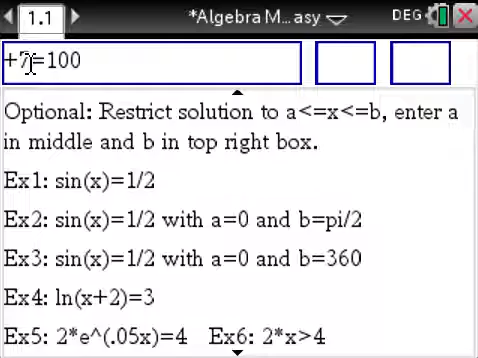 1.1 *Algebra M...asy DEG
+7=100
Optional: Restrict solution to a<=x<=b, enter a
in middle and b in top right box.
Ex1: sin(x)=1/2
Ex2: sin(x)=1/2 with a=0 and b=pi/2
Ex3: sin(x)=1/2 with a=0 and b=360
Ex4: ln(x+2)=3
Ex5: 2*e^(.05x)=4 Ex6: 2*x>4